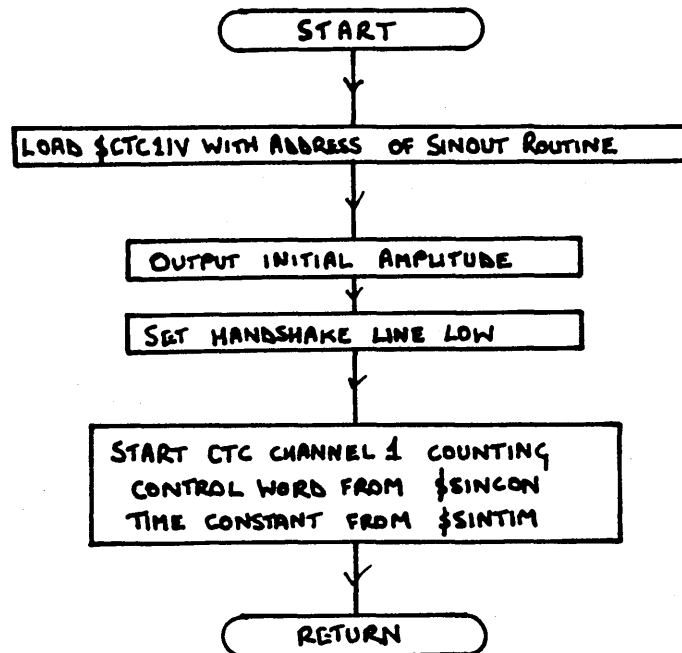 START
LOAD $CTC1IV WITH ADDRESS OF SINOUT ROUTINE
OUTPUT INITIAL AMPLITUDE
SET HANDSHAKE LINE LOW
START CTC CHANNEL 1 COUNTING
CONTROL WORD FROM $SINCON
TIME CONSTANT FROM $SINTIM
RETURN